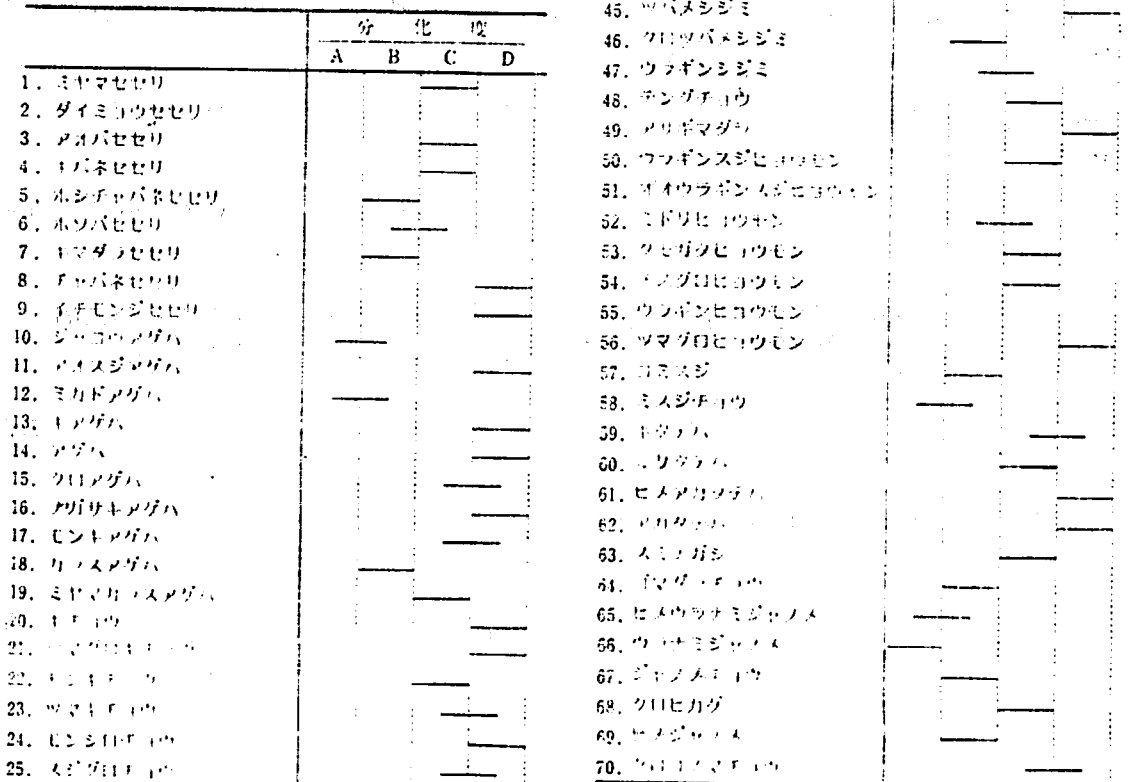 分化度
A B C D
1. ミヤマセセリ
2. ダイミョウセセリ
3. アオバセセリ
4. キバネセセリ
5. ホシチャバネセセリ
6. ホソバセセリ
7. キマダラセセリ
8. チャバネセセリ
9. イチモンジセセリ
10. ジャコウアゲハ
11. アオスジアゲハ
12. ミカドアゲハ
13. キアゲハ
14. アゲハ
15. クロアゲハ
16. ナガサキアゲハ
17. モンキアゲハ
18. カラスアゲハ
19. ミヤマカラスアゲハ
20. キチョウ
21.
22.
23. ツマキチョウ
24. モンシロチョウ
25. スジグロチョウ
45. ツバメシジミ
46. クロツバメシジミ
47. ウラギンシジミ
48. テングチョウ
49. アサギマダラ
50. ウラギンスジヒョウモン
51. オオウラギンスジヒョウモン
52. ミドリヒョウモン
53. クモガタヒョウモン
54. メスグロヒョウモン
55. ウラギンヒョウモン
56. ツマグロヒョウモン
57. コミスジ
58. ミスジチョウ
59. キタテハ
60. ルリタテハ
61. ヒメアカタテハ
62. アカタテハ
63. スミナガシ
64. ゴマダラチョウ
65. ヒメウラナミジャノメ
66. ウラナミジャノメ
67. ジャノメチョウ
68. クロヒカゲ
69. ヒメジャノメ
70.